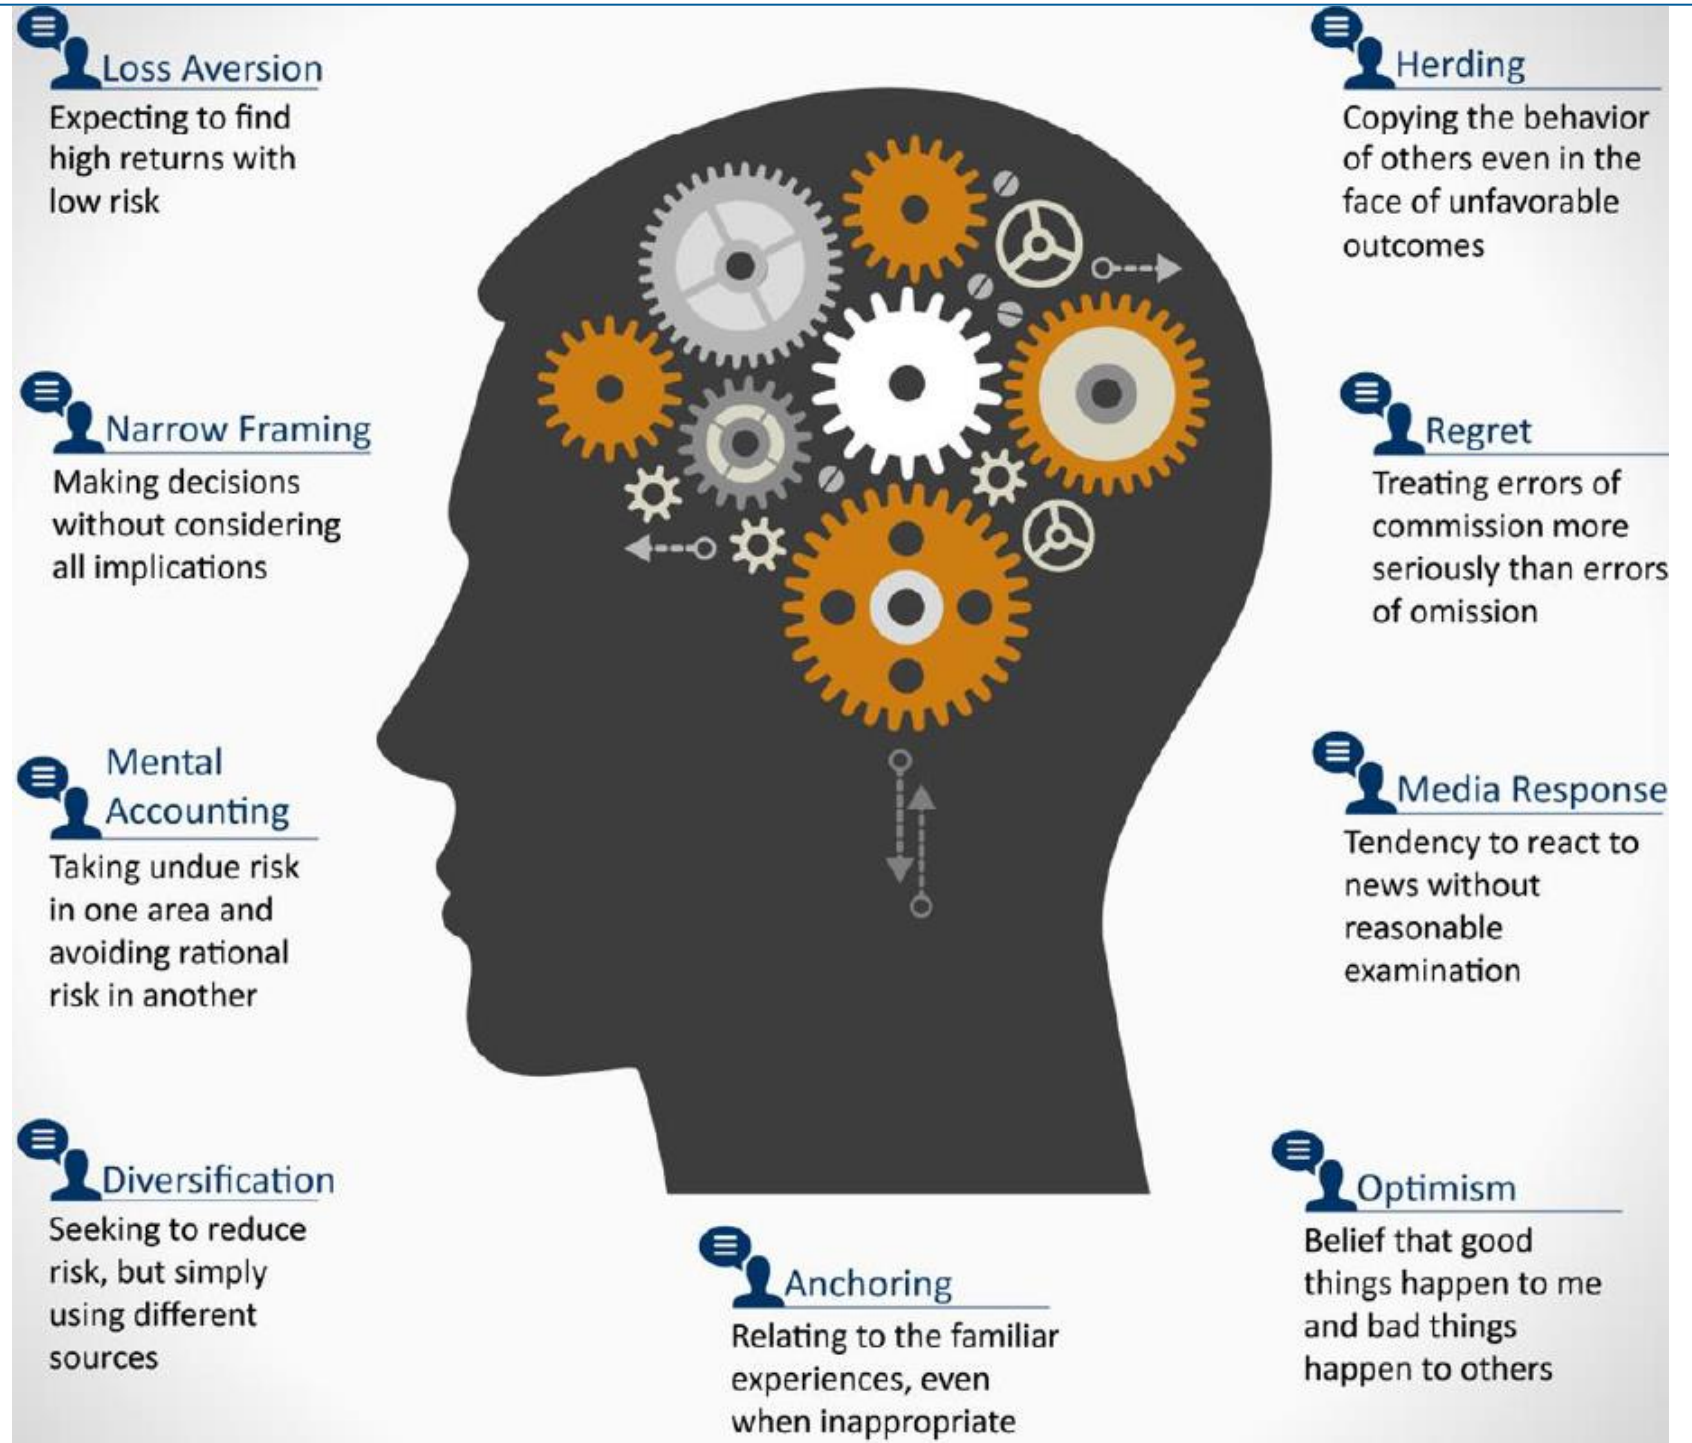 Loss Aversion
Expecting to find
high returns with
low risk
Narrow Framing
Making decisions
without considering
all implications
Mental
Accounting
Taking undue risk
in one area and
avoiding rational
risk in another
Diversification
Seeking to reduce
risk, but simply
using different
sources
Anchoring
Relating to the familiar
experiences, even
when inappropriate
Herding
Copying the behavior
of others even in the
face of unfavorable
outcomes
Regret
Treating errors of
commission more
seriously than errors
of omission
Media Response
Tendency to react to
news without
reasonable
examination
Optimism
Belief that good
things happen to me
and bad things
happen to others